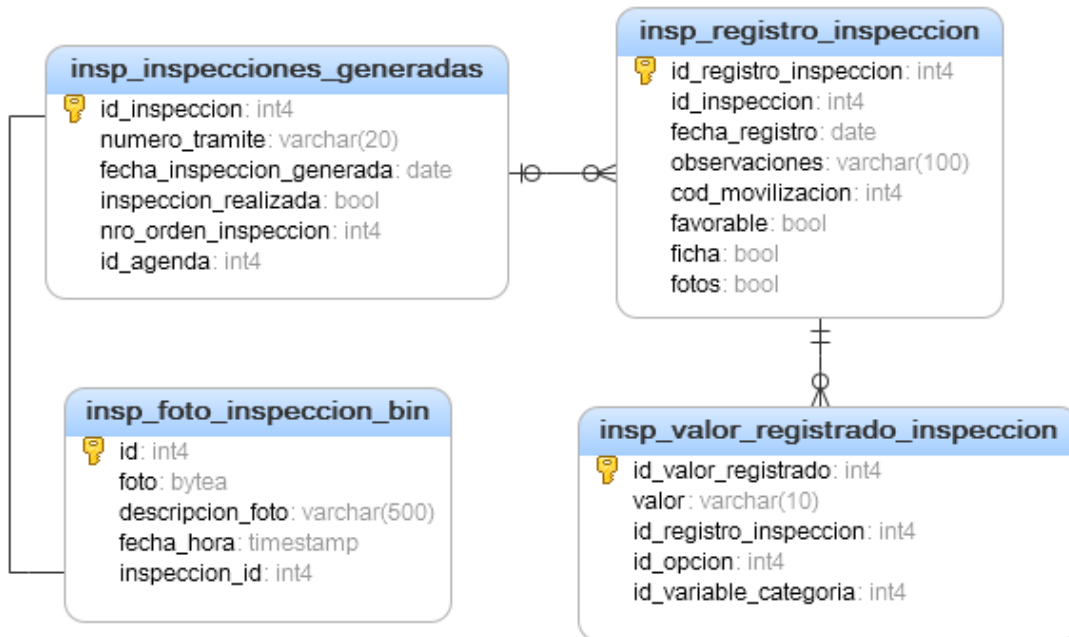 insp_inspecciones_generadas
id_inspeccion: int4
numero_tramite: varchar(20)
fecha_inspeccion_generada: date
inspeccion_realizada: bool
nro_orden_inspeccion: int4
id_agenda: int4
insp_registro_inspeccion
id_registro_inspeccion: int4
id_inspeccion: int4
fecha_registro: date
observaciones: varchar(100)
cod_movilizacion: int4
favorable: bool
ficha: bool
fotos: bool
insp_foto_inspeccion_bin
id: int4
foto: bytea
descripcion_foto: varchar(500)
fecha_hora: timestamp
inspeccion_id: int4
insp_valor_registrado_inspeccion
id_valor_registrado: int4
valor: varchar(10)
id_registro_inspeccion: int4
id_opcion: int4
id_variable_categoria: int4